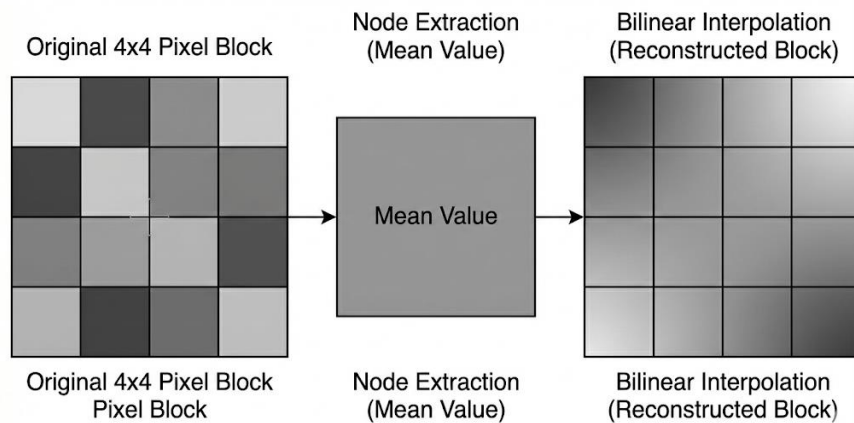 Original 4x4 Pixel Block
Node Extraction
(Mean Value)
Bilinear Interpolation
(Reconstructed Block)
Mean Value
Original 4x4 Pixel Block
Pixel Block
Node Extraction
(Mean Value)
Bilinear Interpolation
(Reconstructed Block)